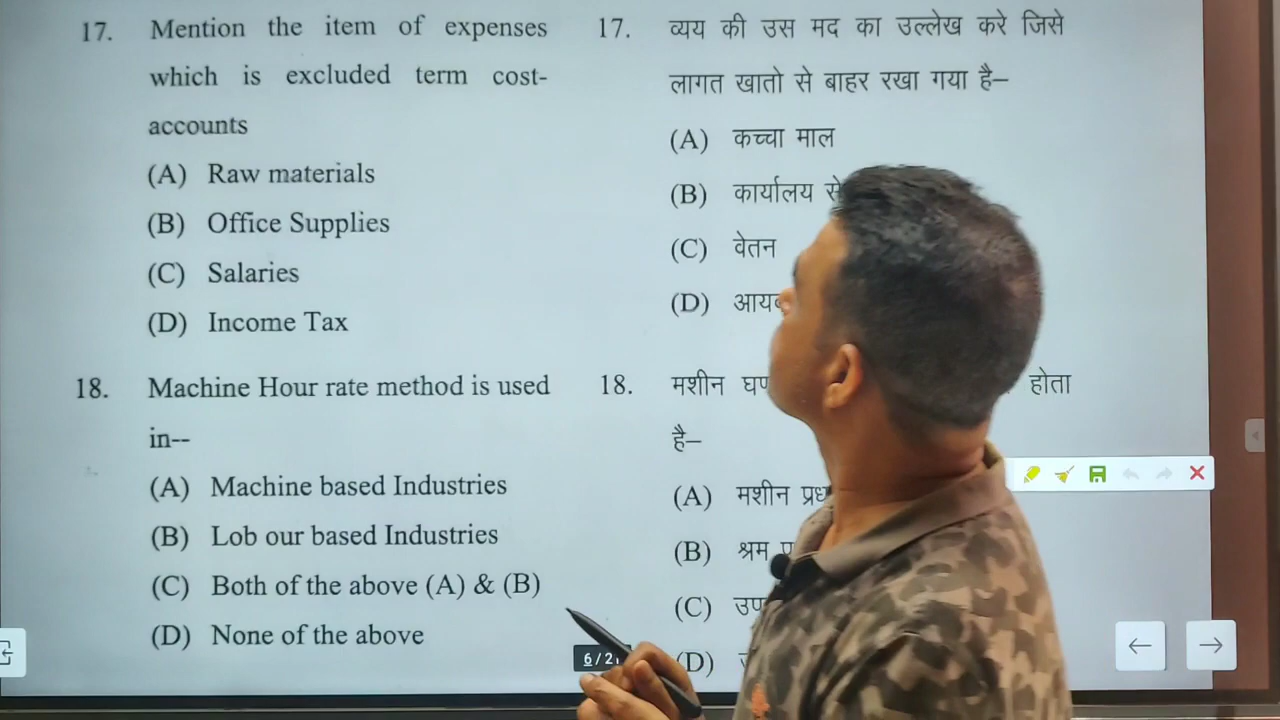 17. Mention the item of expenses
which is excluded term cost-
accounts
(A) Raw materials
(B) Office Supplies
(C) Salaries
(D) Income Tax
18. Machine Hour rate method is used
in--
(A) Machine based Industries
(B) Lob our based Industries
(C) Both of the above (A) & (B)
(D) None of the above
17. व्यय की उस मद का उल्लेख करे जिसे
लागत खातो से बाहर रखा गया है–
(A) कच्चा माल
(B) कार्यालय
(C) वेतन
(D)
18. मशीन होता
है–
(A) मशीन
(B) श्रम
(C)
(D)
6/21